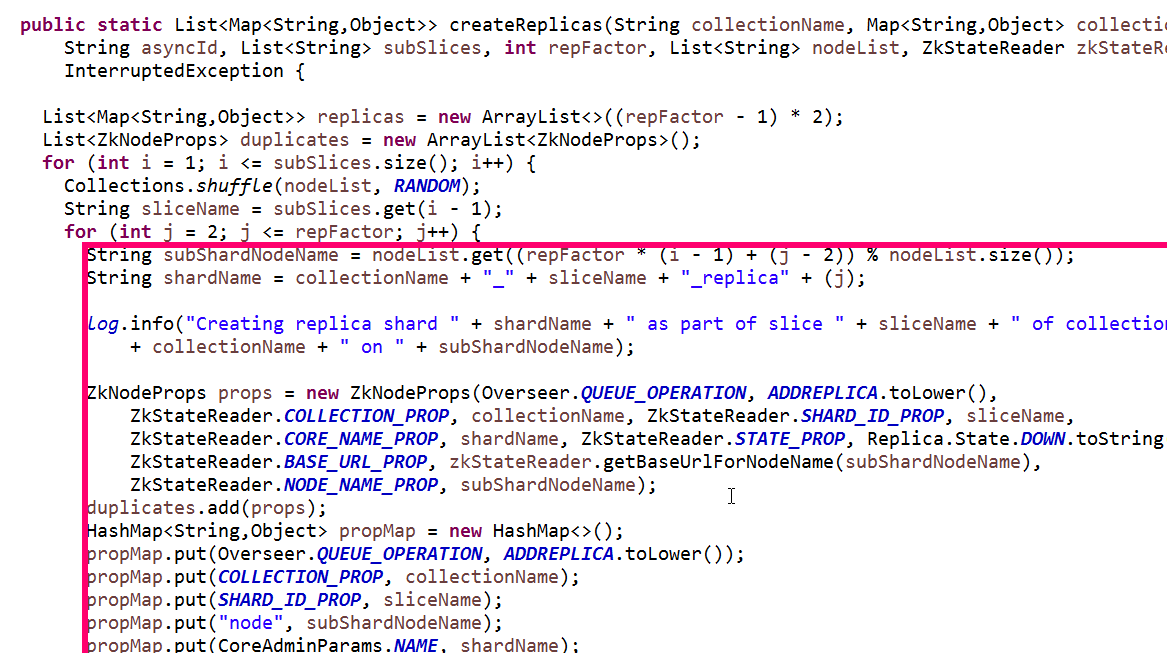 public static List<Map<String,Object>> createReplicas(String collectionName, Map<String,Object> collectio
    String asyncId, List<String> subSlices, int repFactor, List<String> nodeList, ZkStateReader zkStateRe
    InterruptedException {
  List<Map<String,Object>> replicas = new ArrayList<>((repFactor - 1) * 2);
  List<ZkNodeProps> duplicates = new ArrayList<ZkNodeProps>();
  for (int i = 1; i <= subSlices.size(); i++) {
    Collections.shuffle(nodeList, RANDOM);
    String sliceName = subSlices.get(i - 1);
    for (int j = 2; j <= repFactor; j++) {
      String subShardNodeName = nodeList.get((repFactor * (i - 1) + (j - 2)) % nodeList.size());
      String shardName = collectionName + "_" + sliceName + "_replica" + (j);
      log.info("Creating replica shard " + shardName + " as part of slice " + sliceName + " of collection
          + collectionName + " on " + subShardNodeName);
      ZkNodeProps props = new ZkNodeProps(Overseer.QUEUE_OPERATION, ADDREPLICA.toLower(),
          ZkStateReader.COLLECTION_PROP, collectionName, ZkStateReader.SHARD_ID_PROP, sliceName,
          ZkStateReader.CORE_NAME_PROP, shardName, ZkStateReader.STATE_PROP, Replica.State.DOWN.toString
          ZkStateReader.BASE_URL_PROP, zkStateReader.getBaseUrlForNodeName(subShardNodeName),
          ZkStateReader.NODE_NAME_PROP, subShardNodeName);
      duplicates.add(props);
      HashMap<String,Object> propMap = new HashMap<>();
      propMap.put(Overseer.QUEUE_OPERATION, ADDREPLICA.toLower());
      propMap.put(COLLECTION_PROP, collectionName);
      propMap.put(SHARD_ID_PROP, sliceName);
      propMap.put("node", subShardNodeName);
      propMap.put(CoreAdminParams.NAME, shardName);